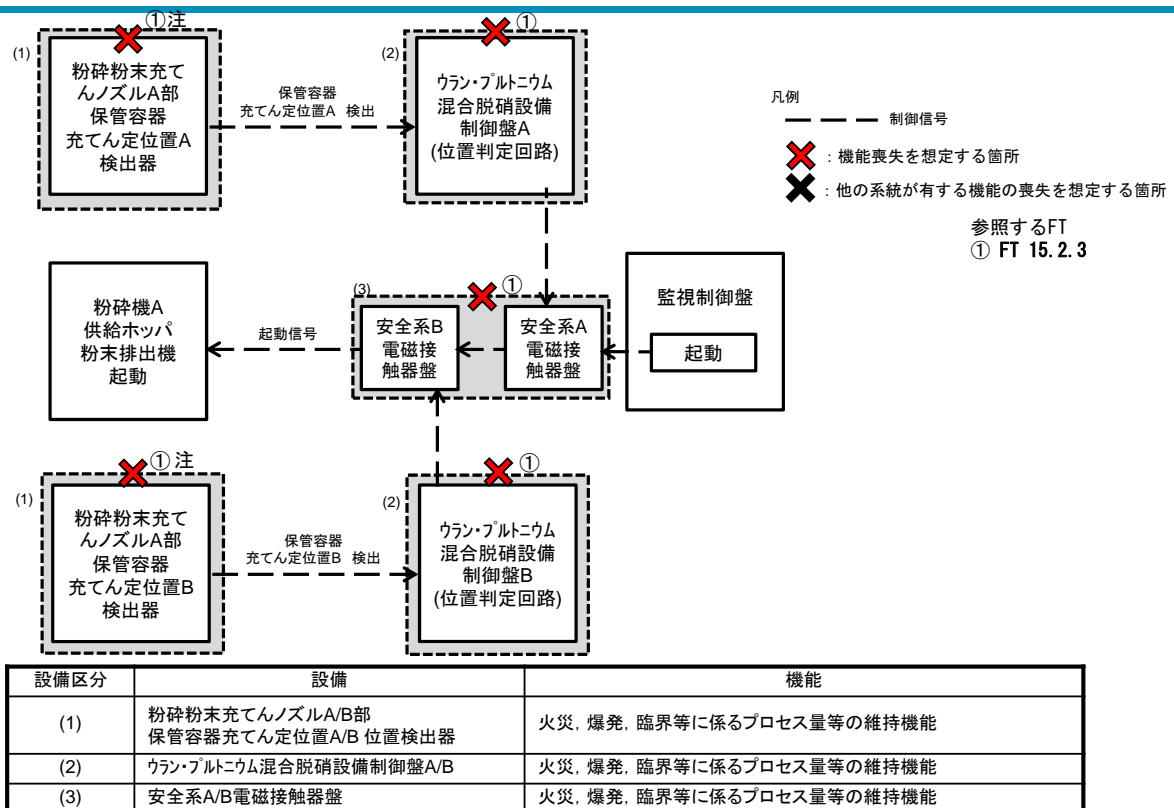 ①注
(1)
粉砕粉末充て
んノズルA部
保管容器
充てん定位置A
検出器
保管容器
充てん定位置A 検出
①
(2)
ウラン・プルトニウム
混合脱硝設備
制御盤A
(位置判定回路)
凡例
制御信号
：機能喪失を想定する箇所
：他の系統が有する機能の喪失を想定する箇所
参照するFT
① FT 15.2.3
粉砕機A
供給ホッパ
粉末排出機
起動
起動信号
(3)
①
安全系B
電磁接
触器盤
安全系A
電磁接
触器盤
監視制御盤
起動
①注
(1)
粉砕粉末充て
んノズルA部
保管容器
充てん定位置B
検出器
保管容器
充てん定位置B 検出
①
(2)
ウラン・プルトニウム
混合脱硝設備
制御盤B
(位置判定回路)
設備区分 設備 機能
(1) 粉砕粉末充てんノズルA/B部
保管容器充てん定位置A/B 位置検出器 火災，爆発，臨界等に係るプロセス量等の維持機能
(2) ウラン・プルトニウム混合脱硝設備制御盤A/B 火災，爆発，臨界等に係るプロセス量等の維持機能
(3) 安全系A/B電磁接触器盤 火災，爆発，臨界等に係るプロセス量等の維持機能